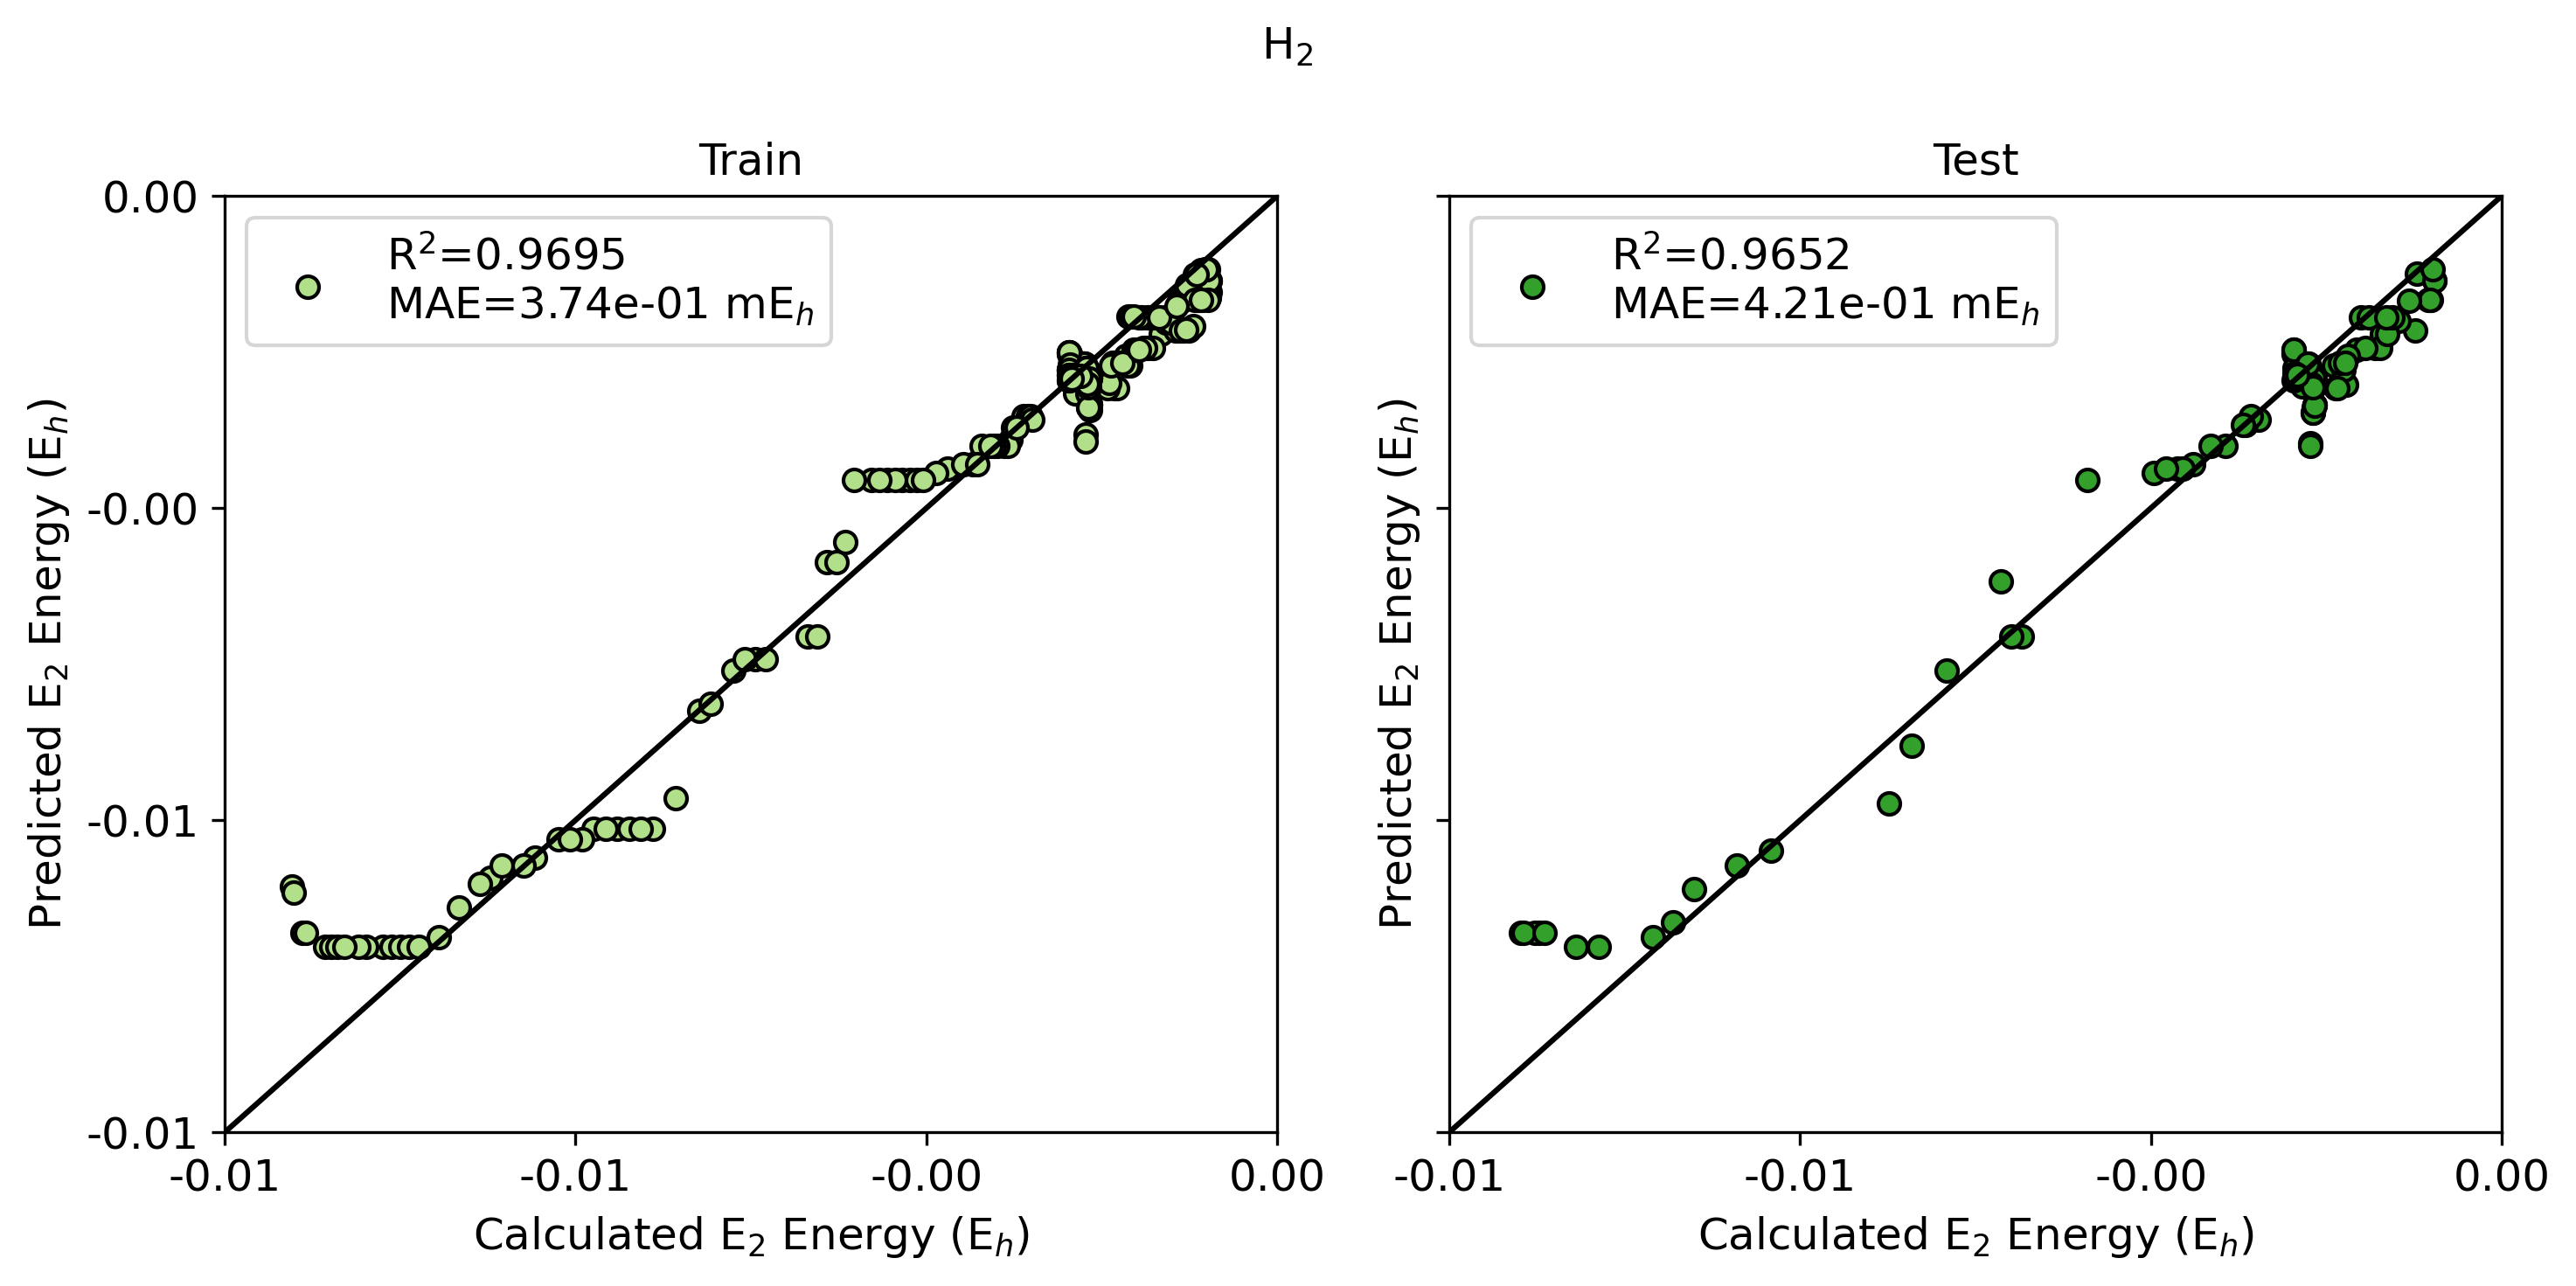 H₂
Train
Test
R²=0.9695
MAE=3.74e-01 mEₕ
R²=0.9652
MAE=4.21e-01 mEₕ
0.00
-0.00
-0.01
-0.01
Predicted E₂ Energy (Eₕ)
Predicted E₂ Energy (Eₕ)
-0.01
-0.01
-0.00
0.00
-0.01
-0.01
-0.00
0.00
Calculated E₂ Energy (Eₕ)
Calculated E₂ Energy (Eₕ)